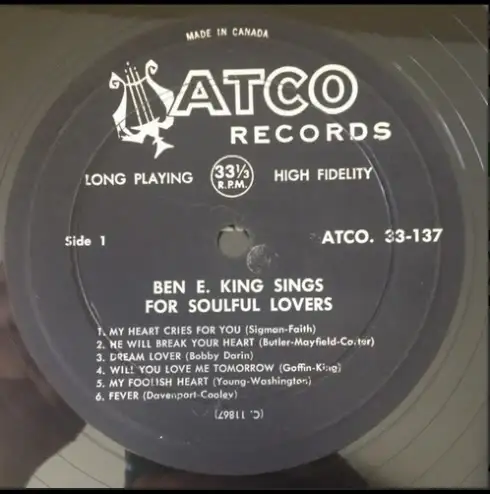 MADE IN CANADA
ATCO
RECORDS
LONG PLAYING 33 1/3 R.P.M. HIGH FIDELITY
Side 1 ATCO. 33-137
BEN E. KING SINGS
FOR SOULFUL LOVERS
1. MY HEART CRIES FOR YOU (Sigman-Faith)
2. HE WILL BREAK YOUR HEART (Butler-Mayfield-Carter)
3. DREAM LOVER (Bobby Darin)
4. WILL YOU LOVE ME TOMORROW (Goffin-King)
5. MY FOOLISH HEART (Young-Washington)
6. FEVER (Davenport-Cooley)
(C. 11867)